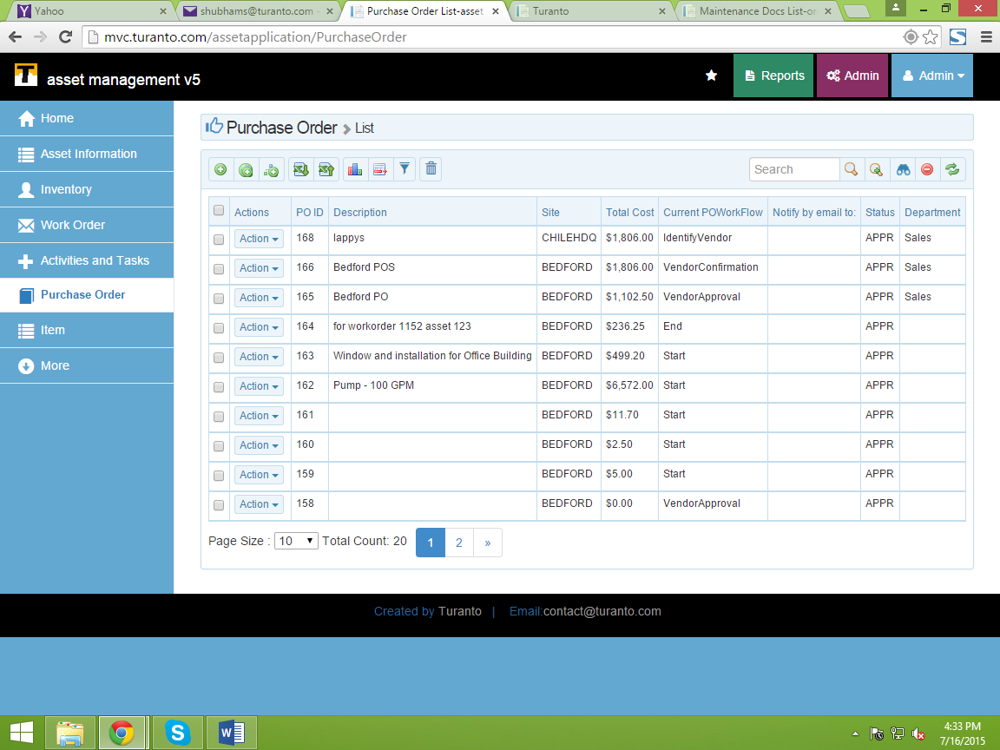 Yahoo shubhams@turanto.com - Purchase Order List-asset Turanto Maintenance Docs List-or
mvc.turanto.com/assetapplication/PurchaseOrder
T asset management v5 Reports Admin Admin
Home
Asset Information
Inventory
Work Order
Activities and Tasks
Purchase Order
Item
More
Purchase Order > List
Search
Actions PO ID Description Site Total Cost Current POWorkFlow Notify by email to: Status Department
Action 168 lappys CHILEHDQ $1,806.00 IdentifyVendor APPR Sales
Action 166 Bedford POS BEDFORD $1,806.00 VendorConfirmation APPR Sales
Action 165 Bedford PO BEDFORD $1,102.50 VendorApproval APPR Sales
Action 164 for workorder 1152 asset 123 BEDFORD $236.25 End APPR
Action 163 Window and installation for Office Building BEDFORD $499.20 Start APPR
Action 162 Pump - 100 GPM BEDFORD $6,572.00 Start APPR
Action 161 BEDFORD $11.70 Start APPR
Action 160 BEDFORD $2.50 Start APPR
Action 159 BEDFORD $5.00 Start APPR
Action 158 BEDFORD $0.00 VendorApproval APPR
Page Size : 10 Total Count: 20 1 2 »
Created by Turanto | Email:contact@turanto.com
4:33 PM
7/16/2015